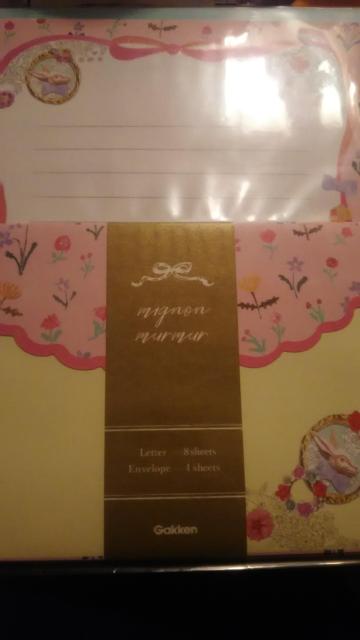 mignon
murmur
Letter 8 sheets
Envelope 4 sheets
Gakken